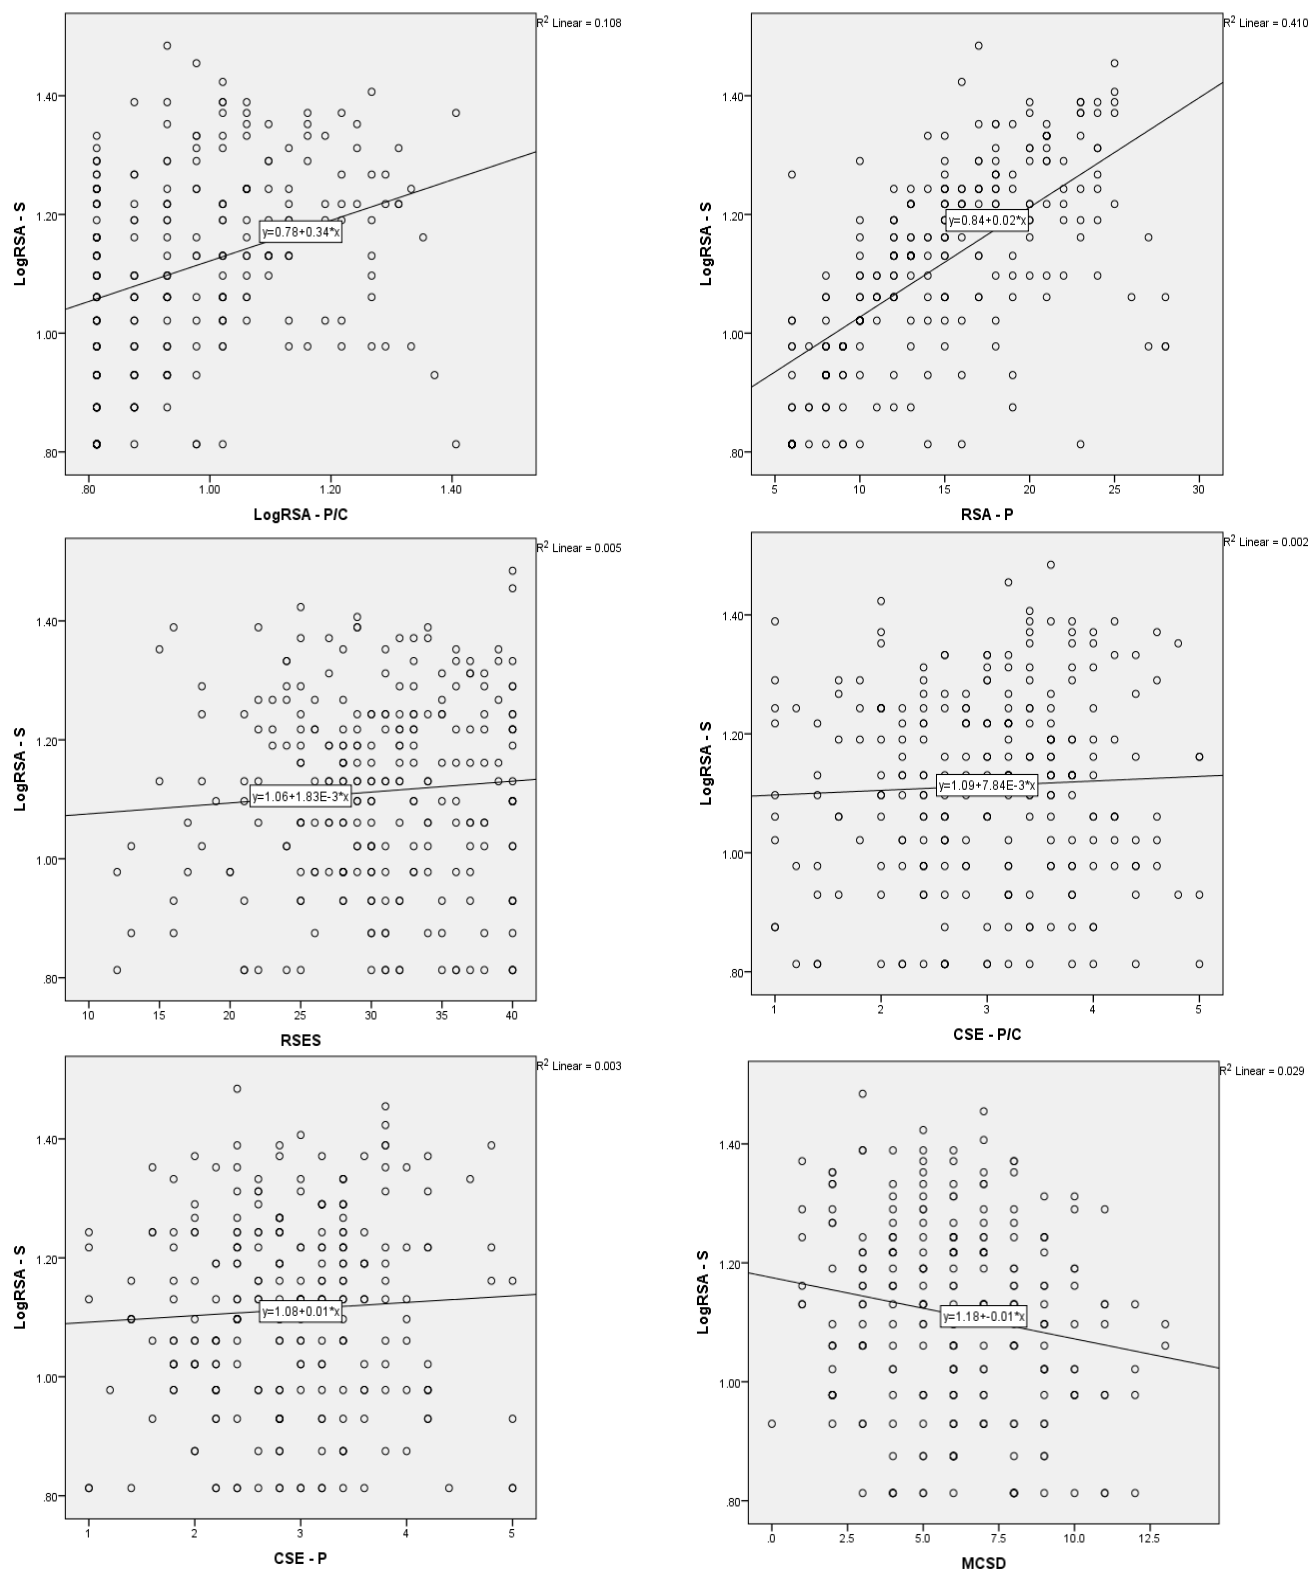 R2 Linear = 0.108
1.40
1.20
1.00
.80
LogRSA - S
y=0.78+0.34*x
.80 1.00 1.20 1.40
LogRSA - P/C
R2 Linear = 0.410
1.40
1.20
1.00
.80
LogRSA - S
y=0.84+0.02*x
5 10 15 20 25 30
RSA - P
R2 Linear = 0.005
1.40
1.20
1.00
.80
LogRSA - S
y=1.06+1.83E-3*x
10 15 20 25 30 35 40
RSES
R2 Linear = 0.002
1.40
1.20
1.00
.80
LogRSA - S
y=1.09+7.84E-3*x
1 2 3 4 5
CSE - P/C
R2 Linear = 0.003
1.40
1.20
1.00
.80
LogRSA - S
y=1.08+0.01*x
1 2 3 4 5
CSE - P
R2 Linear = 0.029
1.40
1.20
1.00
.80
LogRSA - S
y=1.18+-0.01*x
.0 2.5 5.0 7.5 10.0 12.5
MCSD